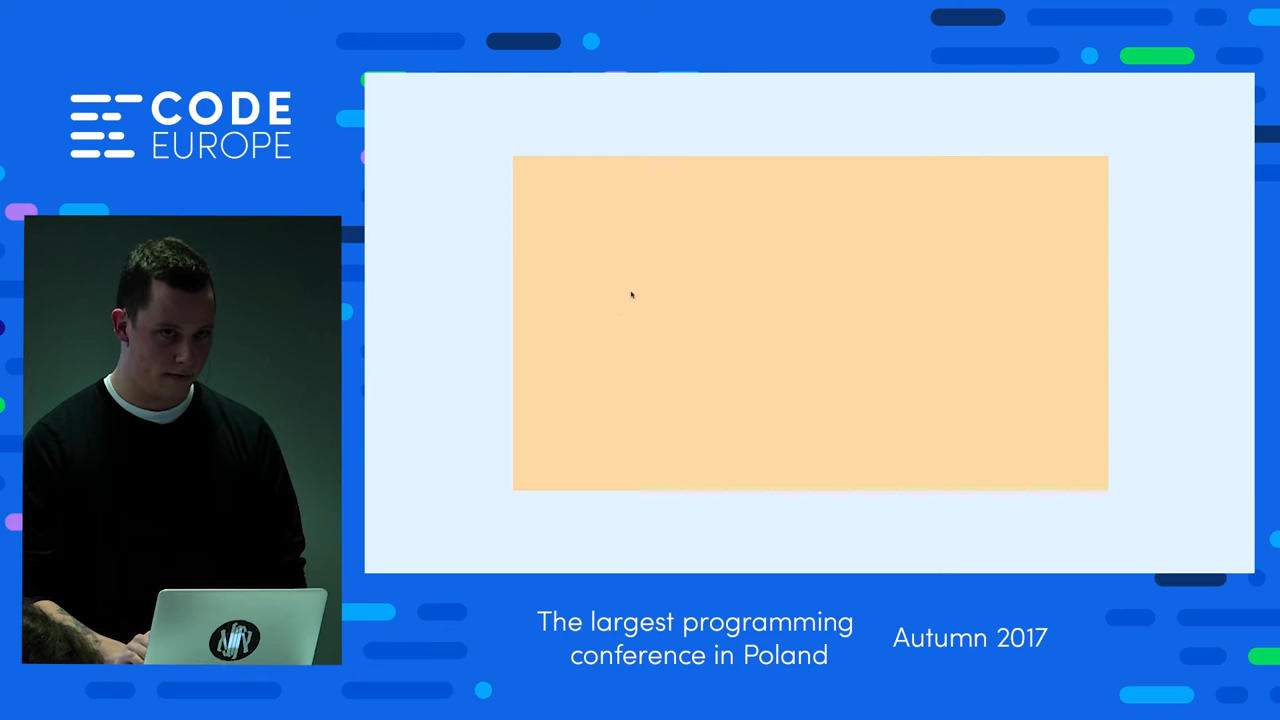 CODE
EUROPE
The largest programming
conference in Poland
Autumn 2017